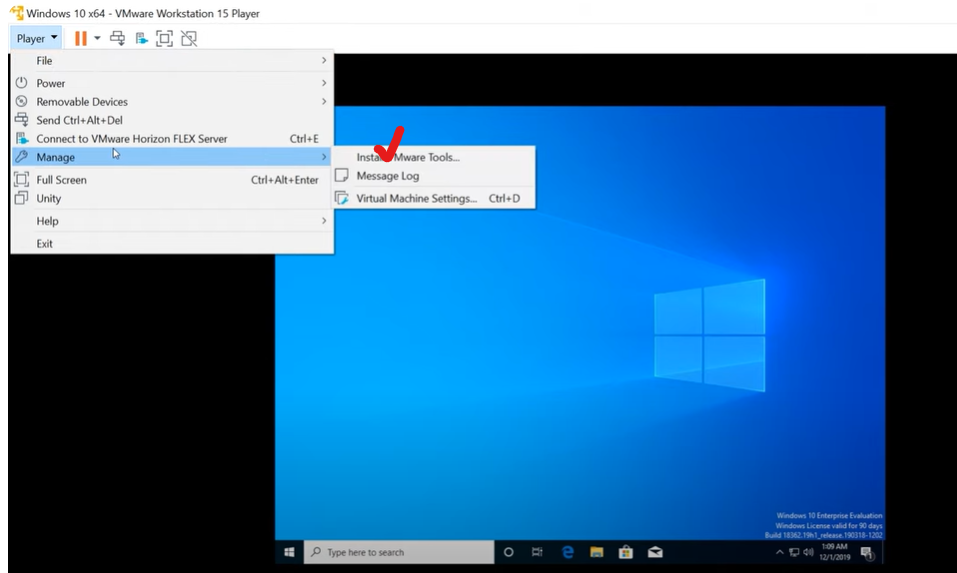 Windows 10 x64 - VMware Workstation 15 Player
Player
File
Power
Removable Devices
Send Ctrl+Alt+Del
Connect to VMware Horizon FLEX Server Ctrl+E
Manage
Install VMware Tools...
Message Log
Virtual Machine Settings... Ctrl+D
Full Screen Ctrl+Alt+Enter
Unity
Help
Exit
Windows 10 Enterprise Evaluation
Windows License valid for 90 days
Build 18362.19h1_release.190318-1202
Type here to search
1:09 AM
12/1/2019
1